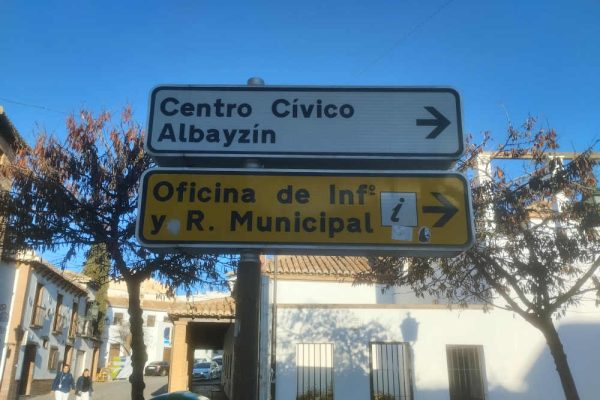 Centro Cívico
Albayzín
Oficina de Infº
y R. Municipal i